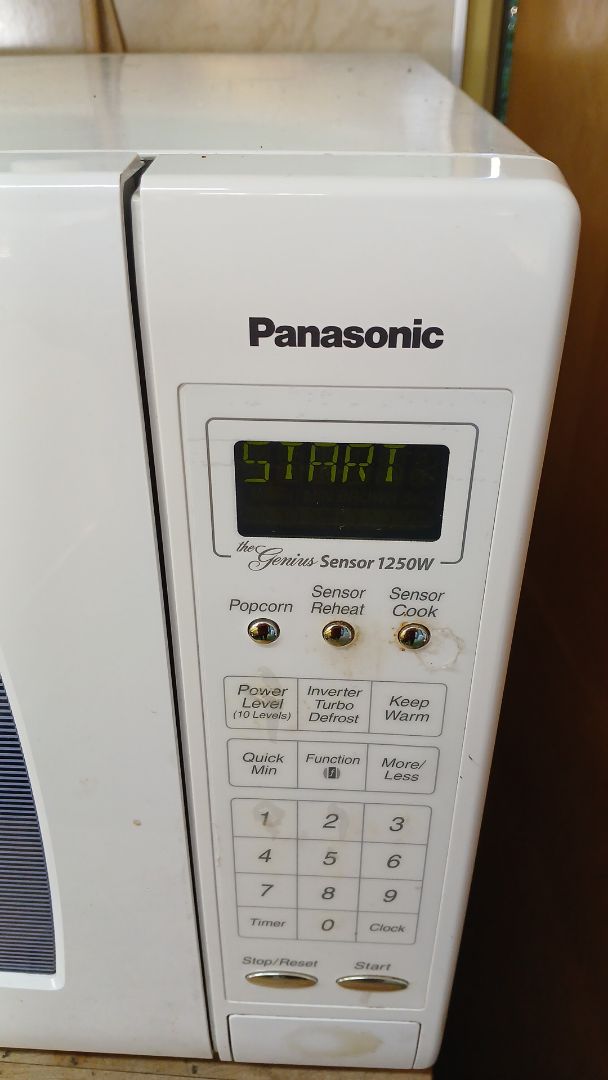 Panasonic
START
the Genius Sensor 1250W
Popcorn
Sensor Reheat
Sensor Cook
Power Level (10 Levels)
Inverter Turbo Defrost
Keep Warm
Quick Min
Function
More/Less
1 2 3
4 5 6
7 8 9
Timer 0 Clock
Stop/Reset Start